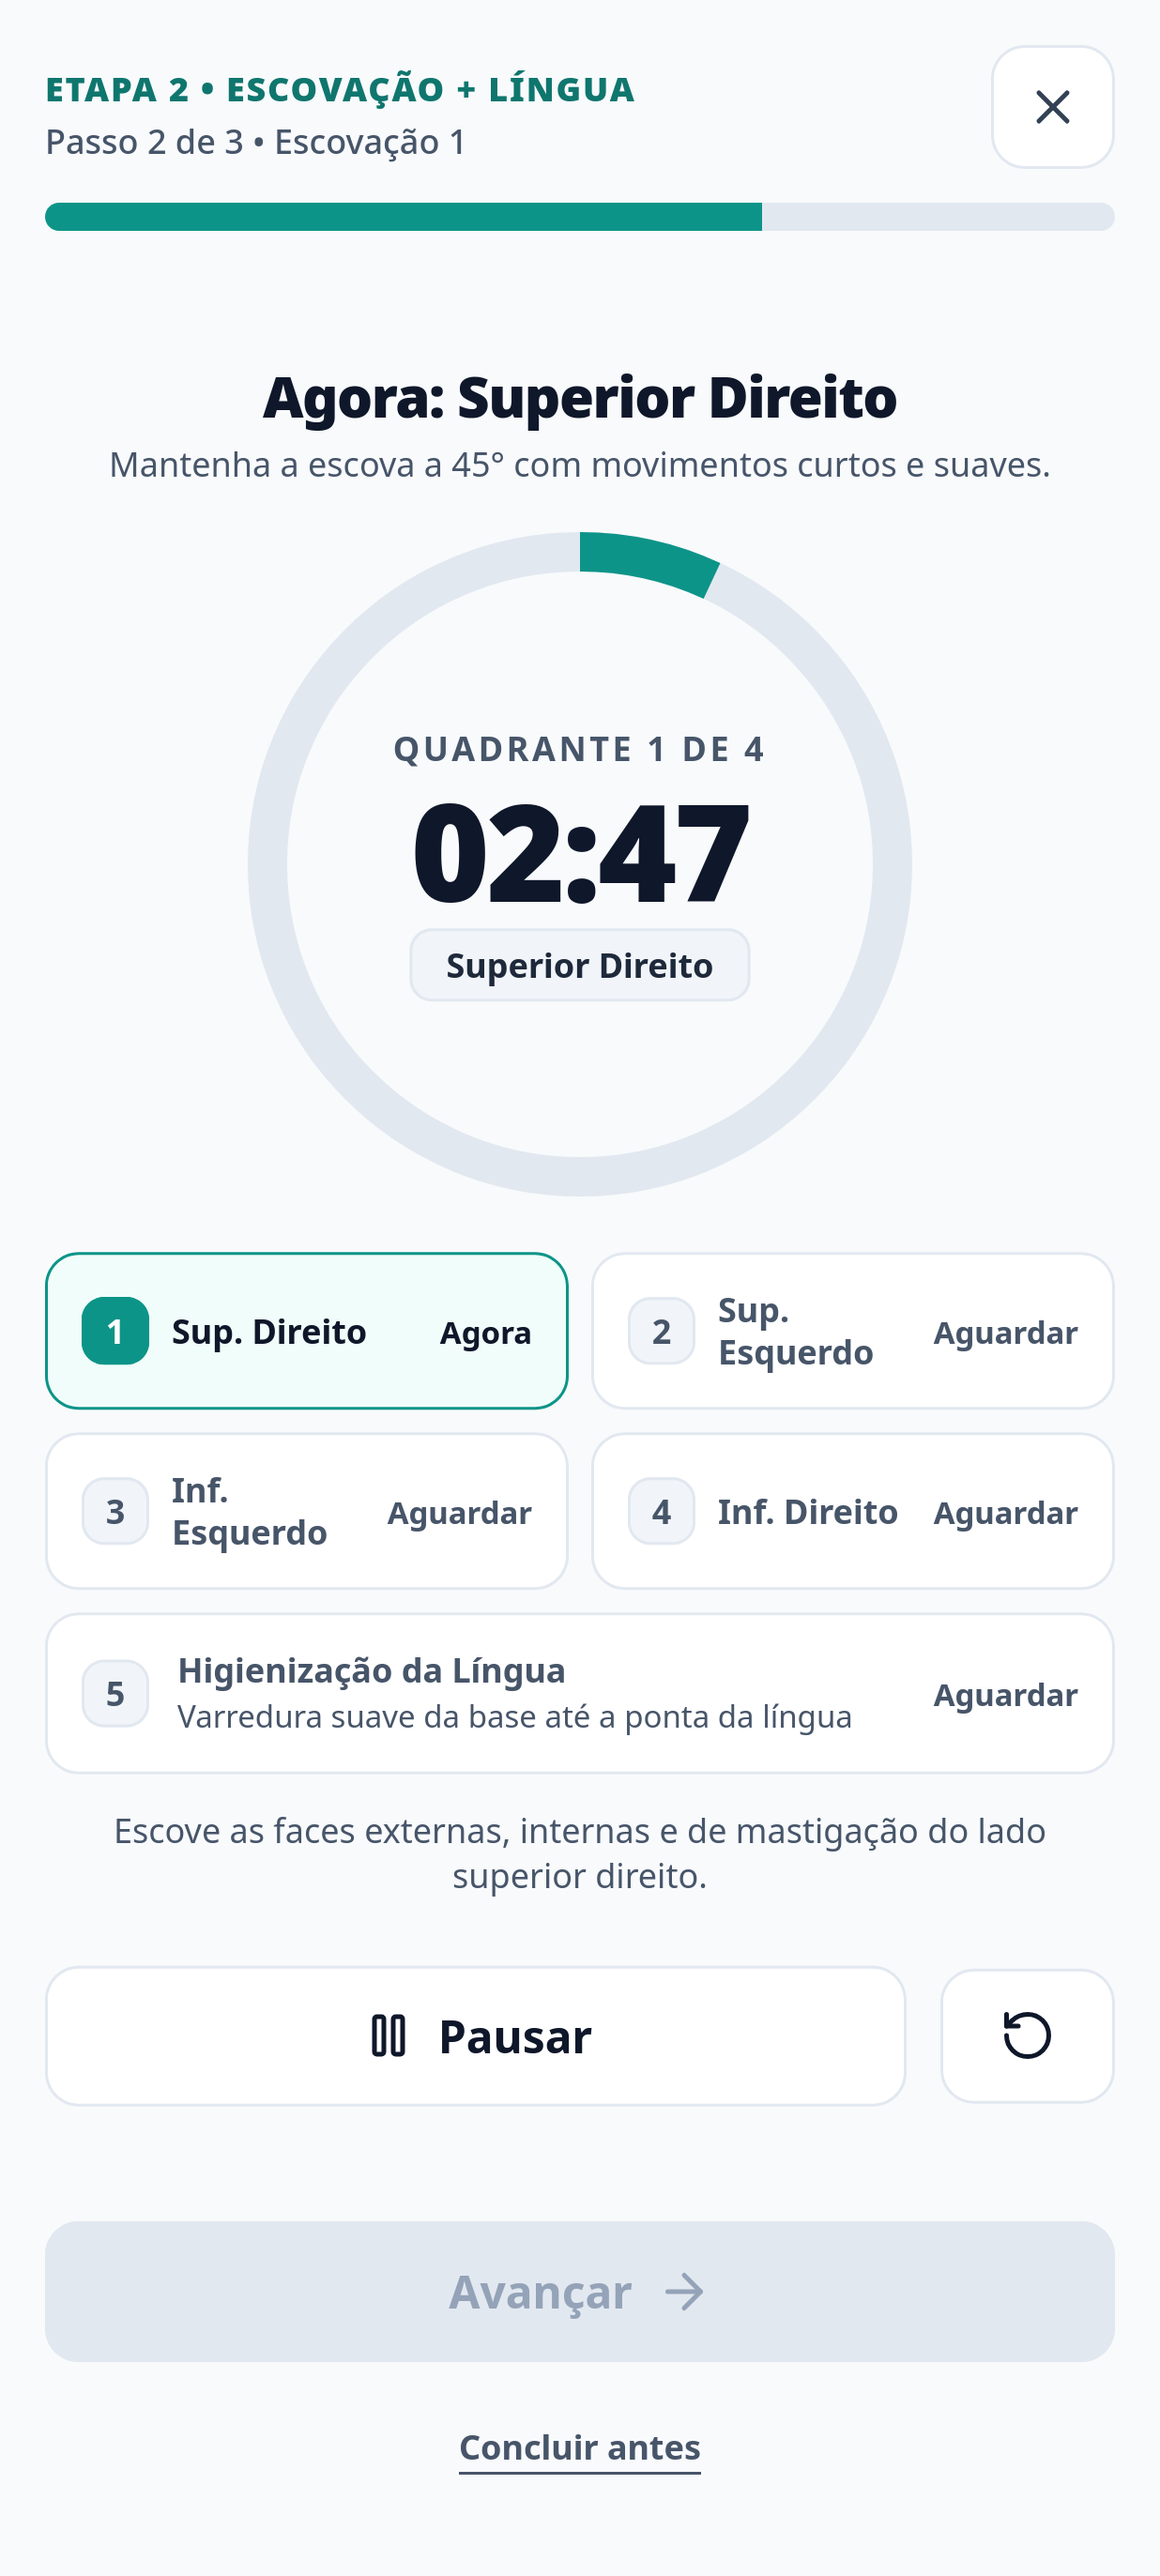 ETAPA 2 • ESCOVAÇÃO + LÍNGUA
Passo 2 de 3 • Escovação 1
Agora: Superior Direito
Mantenha a escova a 45° com movimentos curtos e suaves.
QUADRANTE 1 DE 4
02:47
Superior Direito
1 Sup. Direito Agora
2 Sup. Esquerdo Aguardar
3 Inf. Esquerdo Aguardar
4 Inf. Direito Aguardar
5 Higienização da Língua
Varredura suave da base até a ponta da língua
Aguardar
Escove as faces externas, internas e de mastigação do lado
superior direito.
Pausar
Avançar
Concluir antes